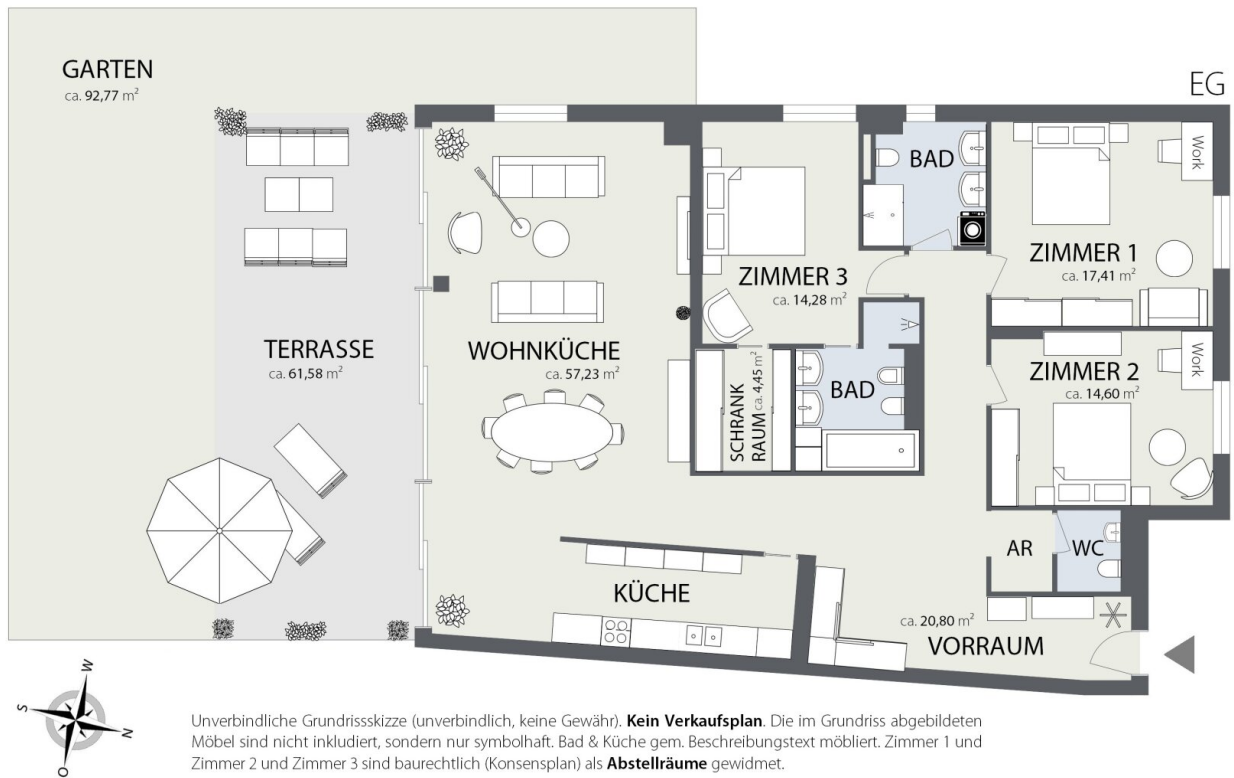 EG
GARTEN
ca. 92,77 m²
TERRASSE
ca. 61,58 m²
WOHNKÜCHE
ca. 57,23 m²
ZIMMER 3
ca. 14,28 m²
BAD
Work
ZIMMER 1
ca. 17,41 m²
ZIMMER 2
ca. 14,60 m²
Work
SCHRANK
RAUM ca. 4,45 m²
BAD
KÜCHE
AR
WC
ca. 20,80 m²
VORRAUM
W
S
N
O
Unverbindliche Grundrissskizze (unverbindlich, keine Gewähr). Kein Verkaufsplan. Die im Grundriss abgebildeten
Möbel sind nicht inkludiert, sondern nur symbolhaft. Bad & Küche gem. Beschreibungstext möbliert. Zimmer 1 und
Zimmer 2 und Zimmer 3 sind baurechtlich (Konsensplan) als Abstellräume gewidmet.